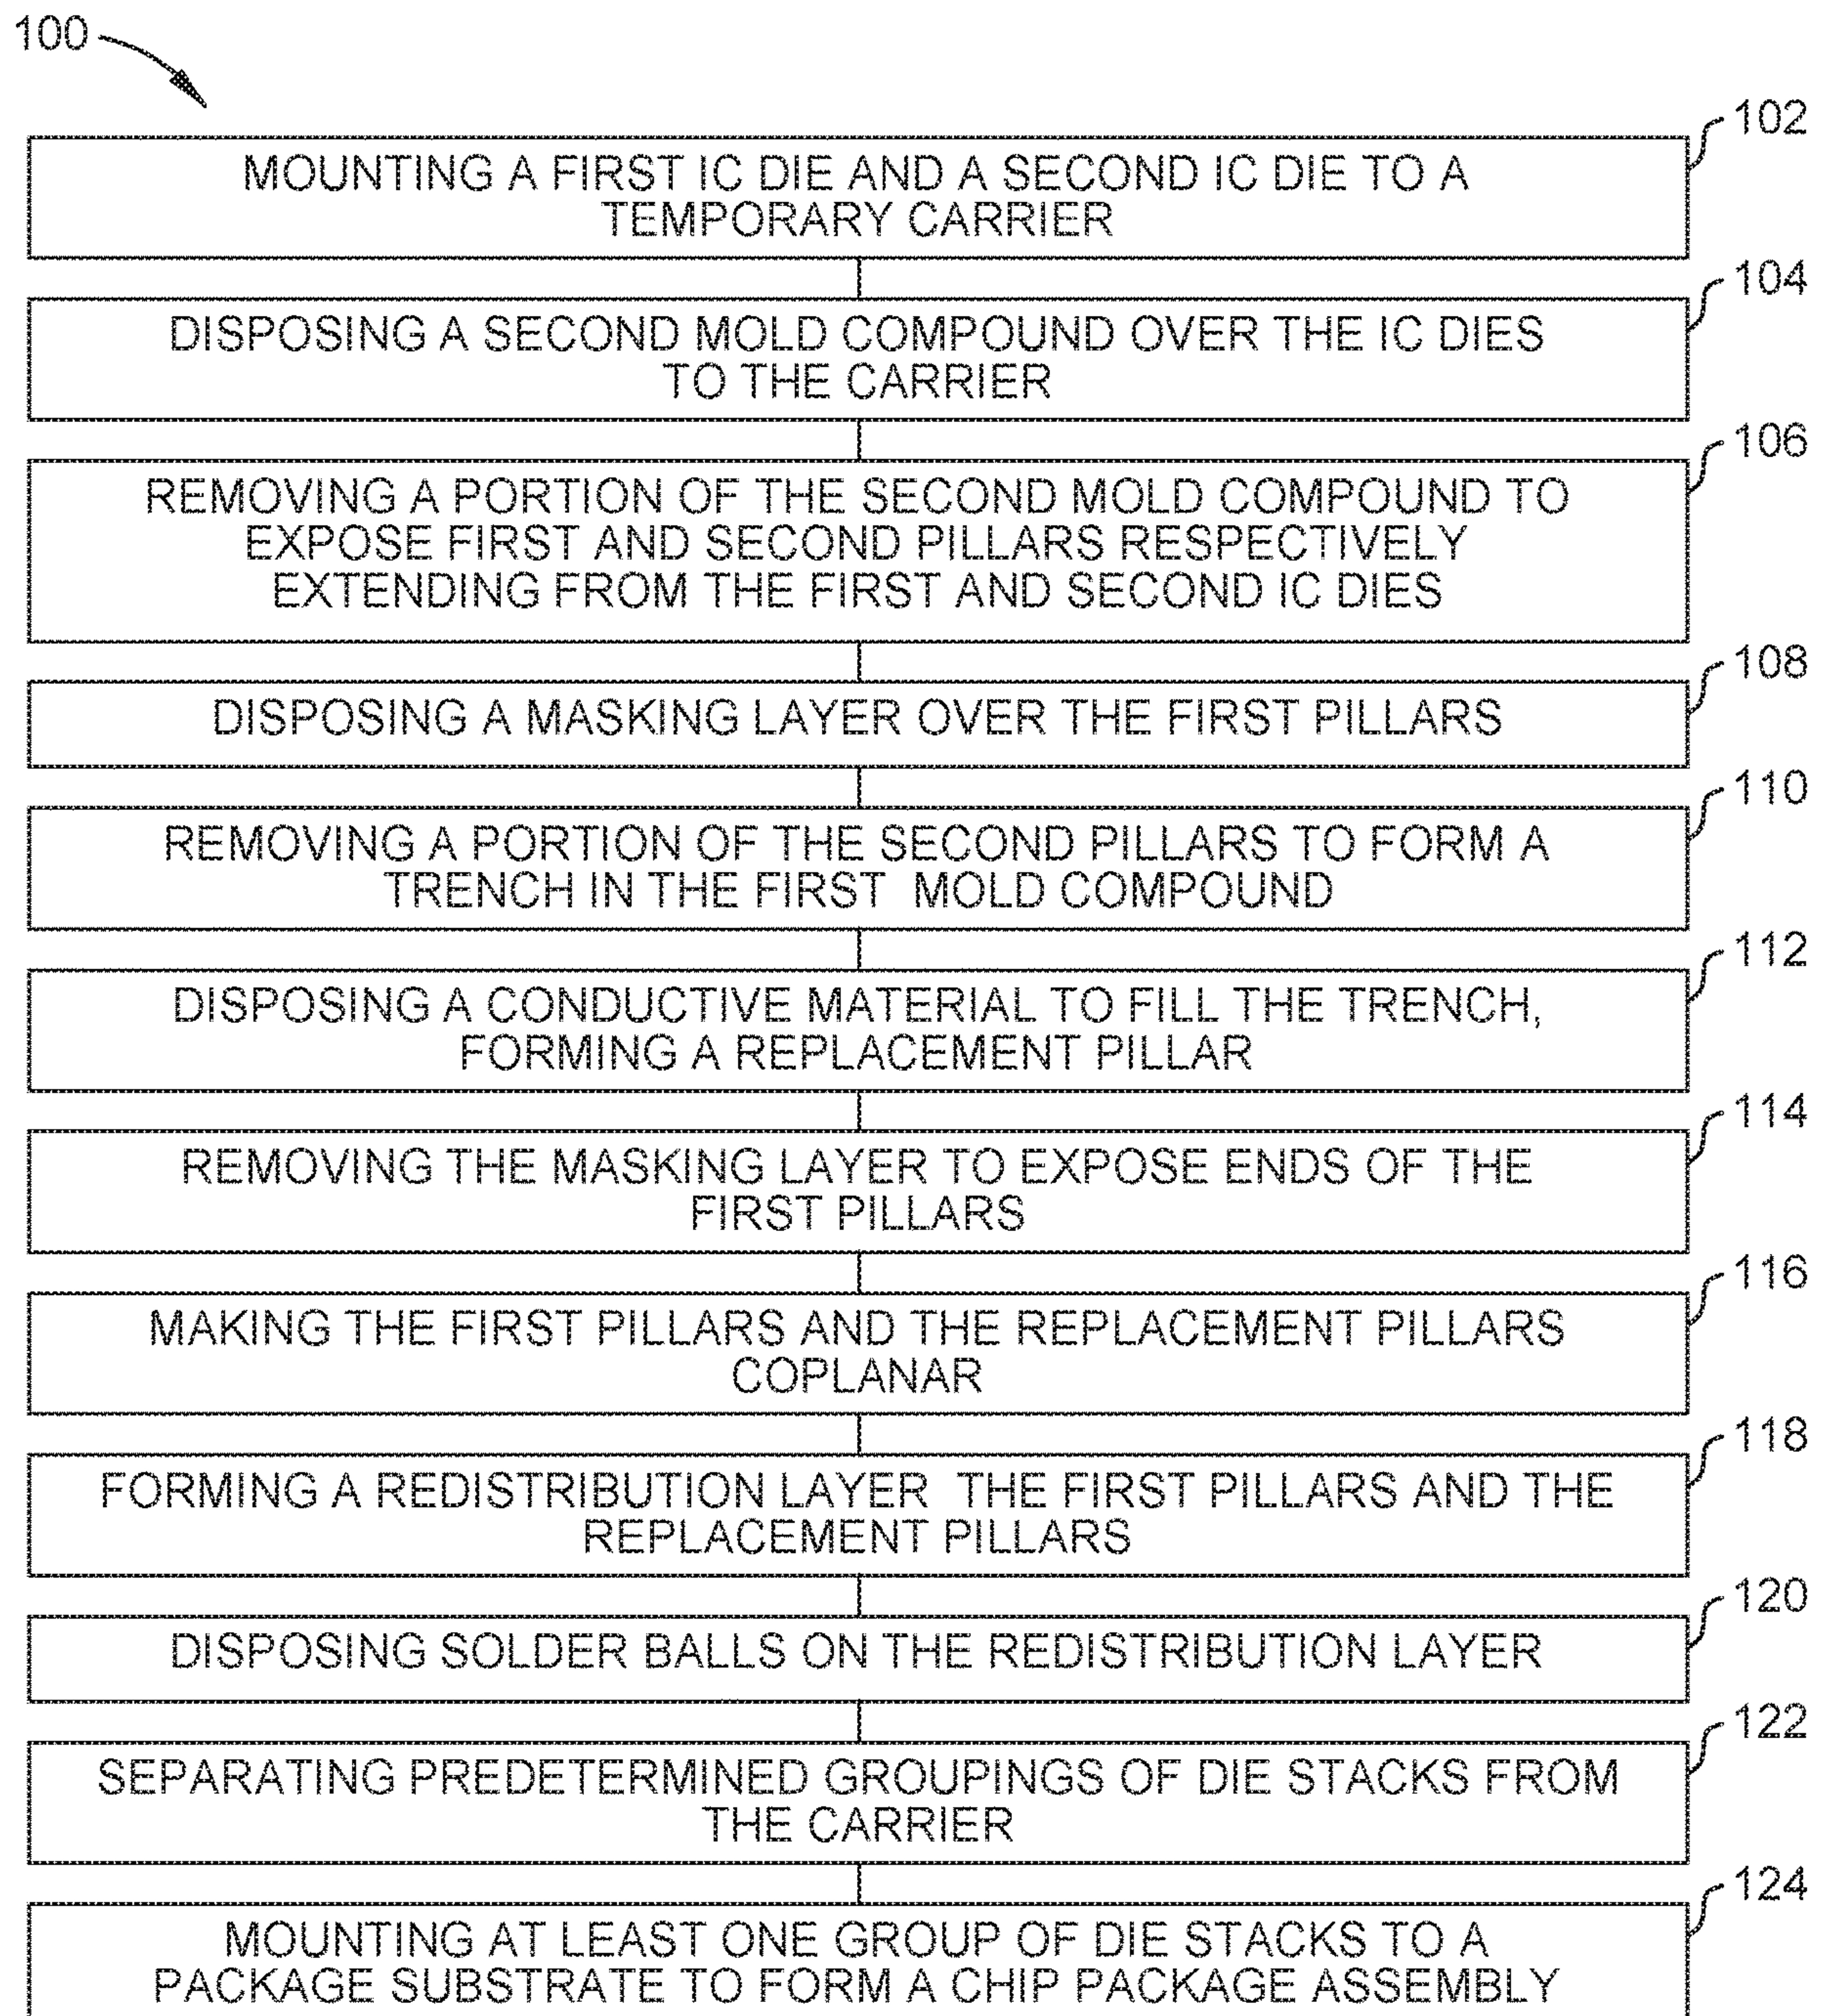 100
102
MOUNTING A FIRST IC DIE AND A SECOND IC DIE TO A
TEMPORARY CARRIER
104
DISPOSING A SECOND MOLD COMPOUND OVER THE IC DIES
TO THE CARRIER
106
REMOVING A PORTION OF THE SECOND MOLD COMPOUND TO
EXPOSE FIRST AND SECOND PILLARS RESPECTIVELY
EXTENDING FROM THE FIRST AND SECOND IC DIES
108
DISPOSING A MASKING LAYER OVER THE FIRST PILLARS
110
REMOVING A PORTION OF THE SECOND PILLARS TO FORM A
TRENCH IN THE FIRST MOLD COMPOUND
112
DISPOSING A CONDUCTIVE MATERIAL TO FILL THE TRENCH,
FORMING A REPLACEMENT PILLAR
114
REMOVING THE MASKING LAYER TO EXPOSE ENDS OF THE
FIRST PILLARS
116
MAKING THE FIRST PILLARS AND THE REPLACEMENT PILLARS
COPLANAR
118
FORMING A REDISTRIBUTION LAYER THE FIRST PILLARS AND THE
REPLACEMENT PILLARS
120
DISPOSING SOLDER BALLS ON THE REDISTRIBUTION LAYER
122
SEPARATING PREDETERMINED GROUPINGS OF DIE STACKS FROM
THE CARRIER
124
MOUNTING AT LEAST ONE GROUP OF DIE STACKS TO A
PACKAGE SUBSTRATE TO FORM A CHIP PACKAGE ASSEMBLY